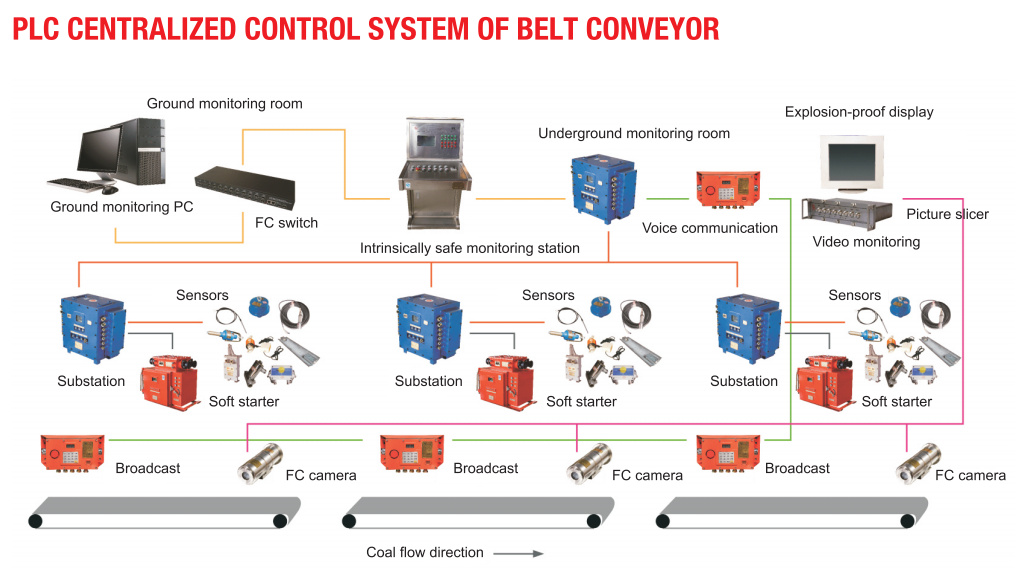 PLC CENTRALIZED CONTROL SYSTEM OF BELT CONVEYOR
Ground monitoring room
Explosion-proof display
Underground monitoring room
Ground monitoring PC
FC switch
Intrinsically safe monitoring station
Voice communication
Picture slicer
Video monitoring
Sensors
Sensors
Sensors
Substation
Soft starter
Substation
Soft starter
Substation
Soft starter
Broadcast
FC camera
Broadcast
FC camera
Broadcast
FC camera
Coal flow direction